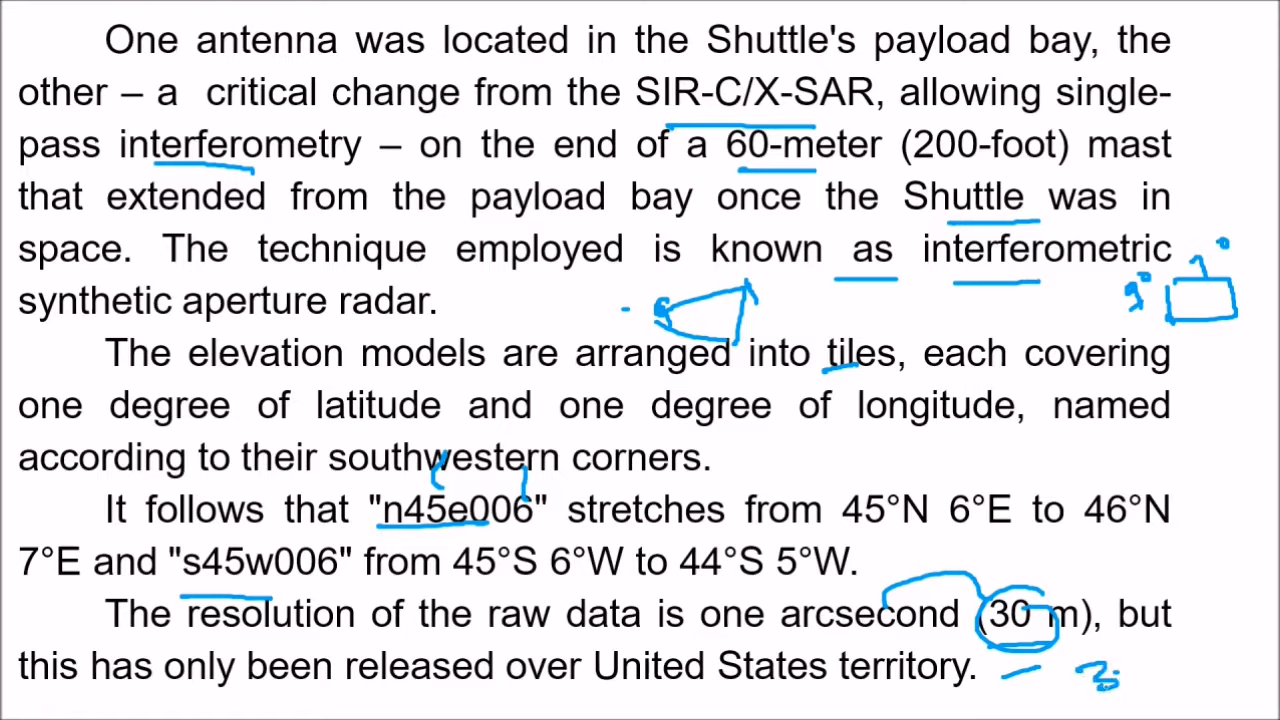 One antenna was located in the Shuttle's payload bay, the
other – a critical change from the SIR-C/X-SAR, allowing single-
pass interferometry – on the end of a 60-meter (200-foot) mast
that extended from the payload bay once the Shuttle was in
space. The technique employed is known as interferometric
1°
1°
synthetic aperture radar.
The elevation models are arranged into tiles, each covering
one degree of latitude and one degree of longitude, named
according to their southwestern corners.
It follows that "n45e006" stretches from 45°N 6°E to 46°N
7°E and "s45w006" from 45°S 6°W to 44°S 5°W.
The resolution of the raw data is one arcsecond (30 m), but
this has only been released over United States territory.